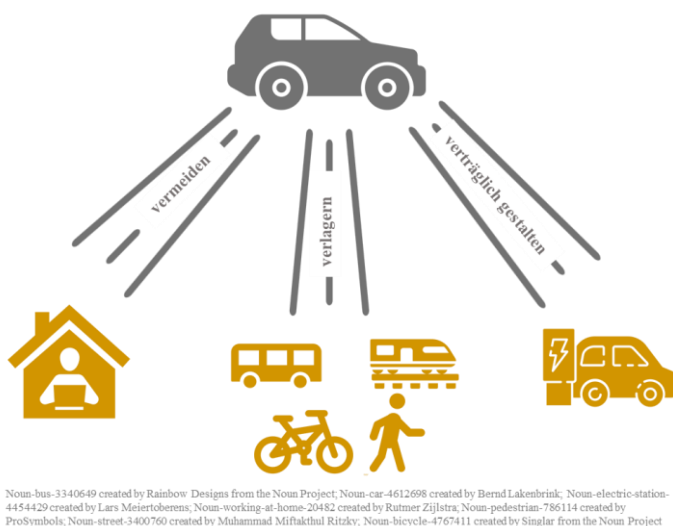 vermeiden
verlagern
verträglich gestalten
Noun-bus-3340649 created by Rainbow Designs from the Noun Project; Noun-car-4612698 created by Bernd Lakenbrink; Noun-electric-station-
4454429 created by Lars Meiertoberens; Noun-working-at-home-20482 created by Rutmer Zijlstra; Noun-pedestrian-786114 created by
ProSymbols; Noun-street-3400760 created by Muhammad Miftakhul Ritzky; Noun-bicycle-4767411 created by Sinlar from the Noun Project